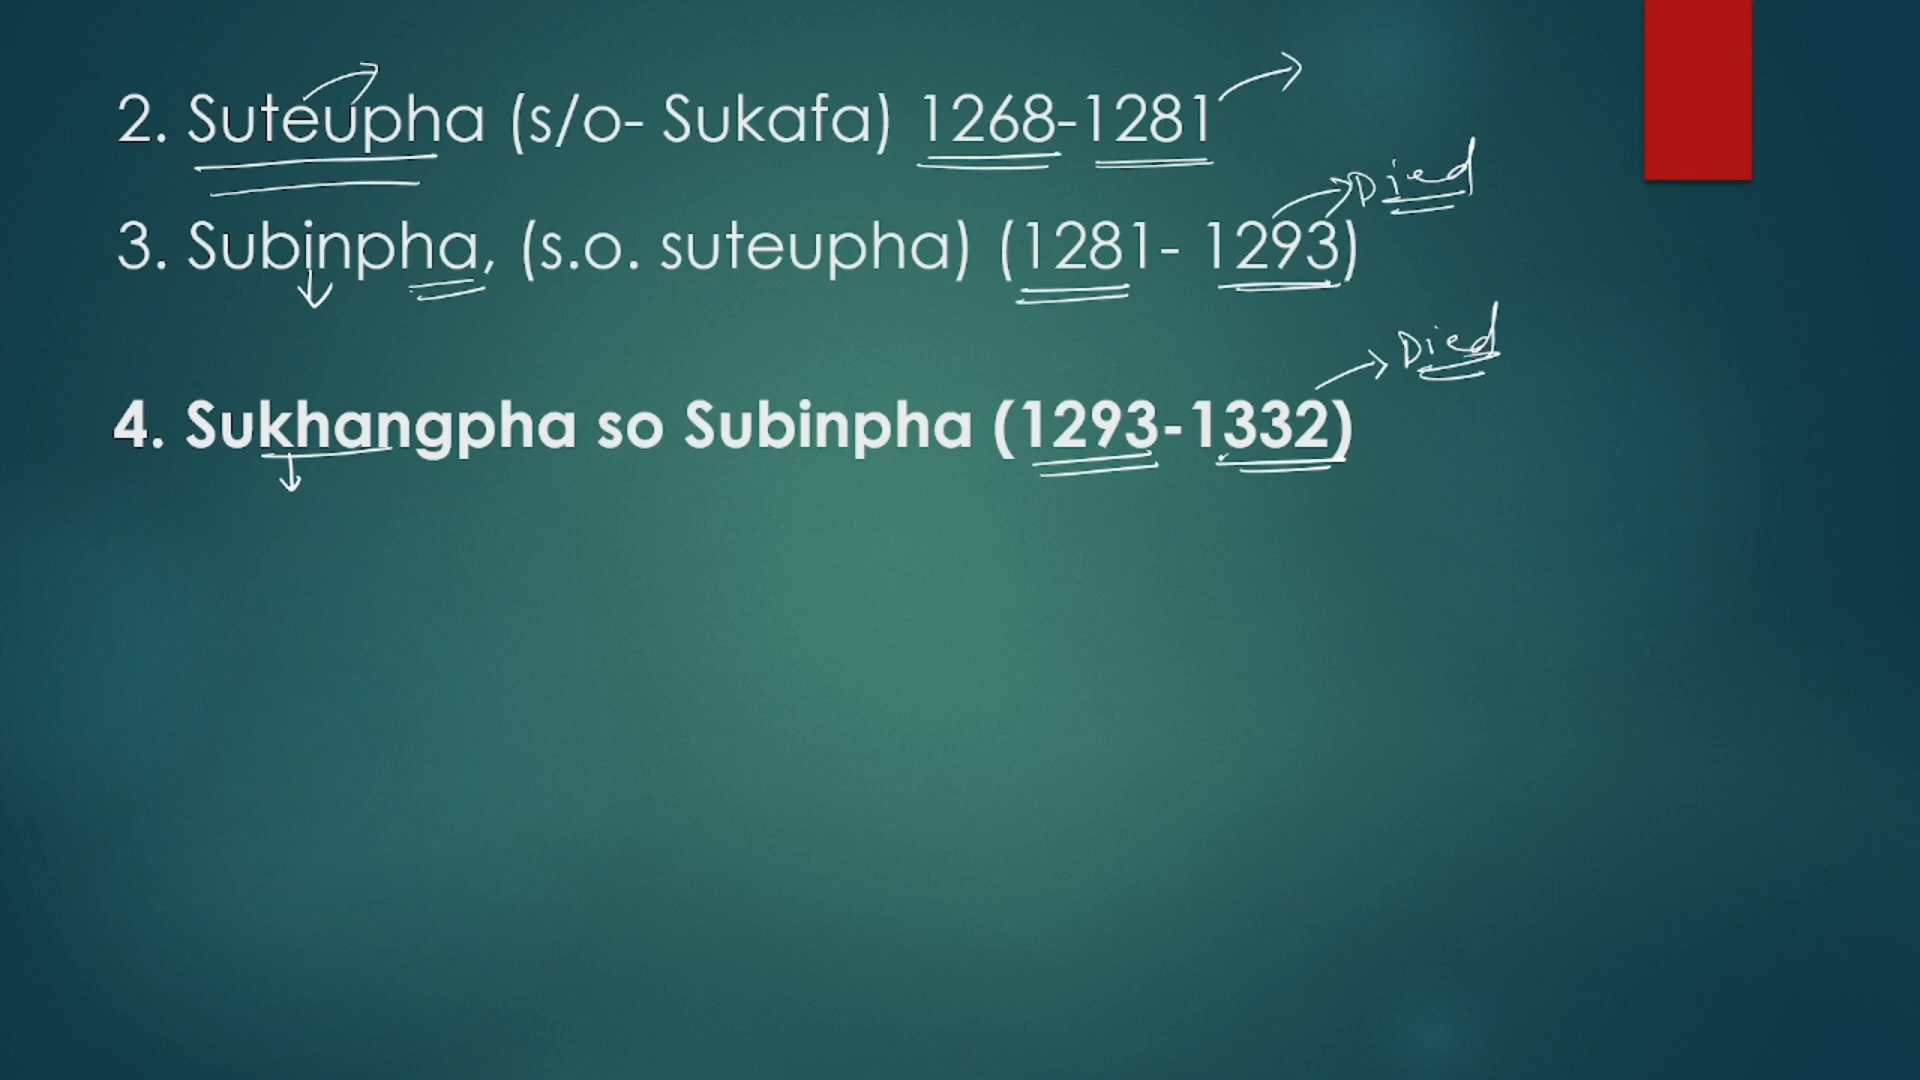 2. Suteupha (s/o- Sukafa) 1268-1281
Died
3. Subinpha, (s.o. suteupha) (1281- 1293)
Died
4. Sukhangpha so Subinpha (1293-1332)